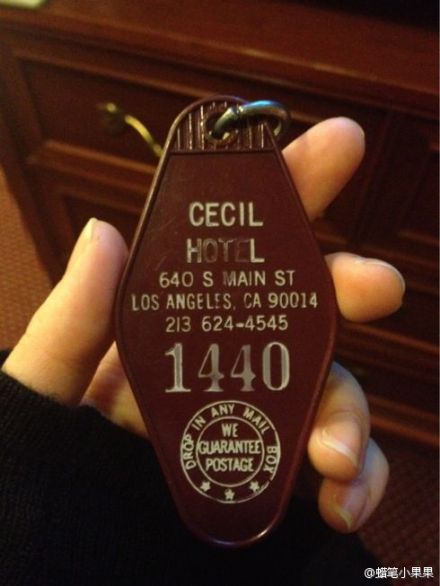 CECIL
HOTEL
640 S MAIN ST
LOS ANGELES, CA 90014
213 624-4545
1440
DROP IN ANY MAIL BOX
WE
GUARANTEE
POSTAGE
@蜡笔小果果